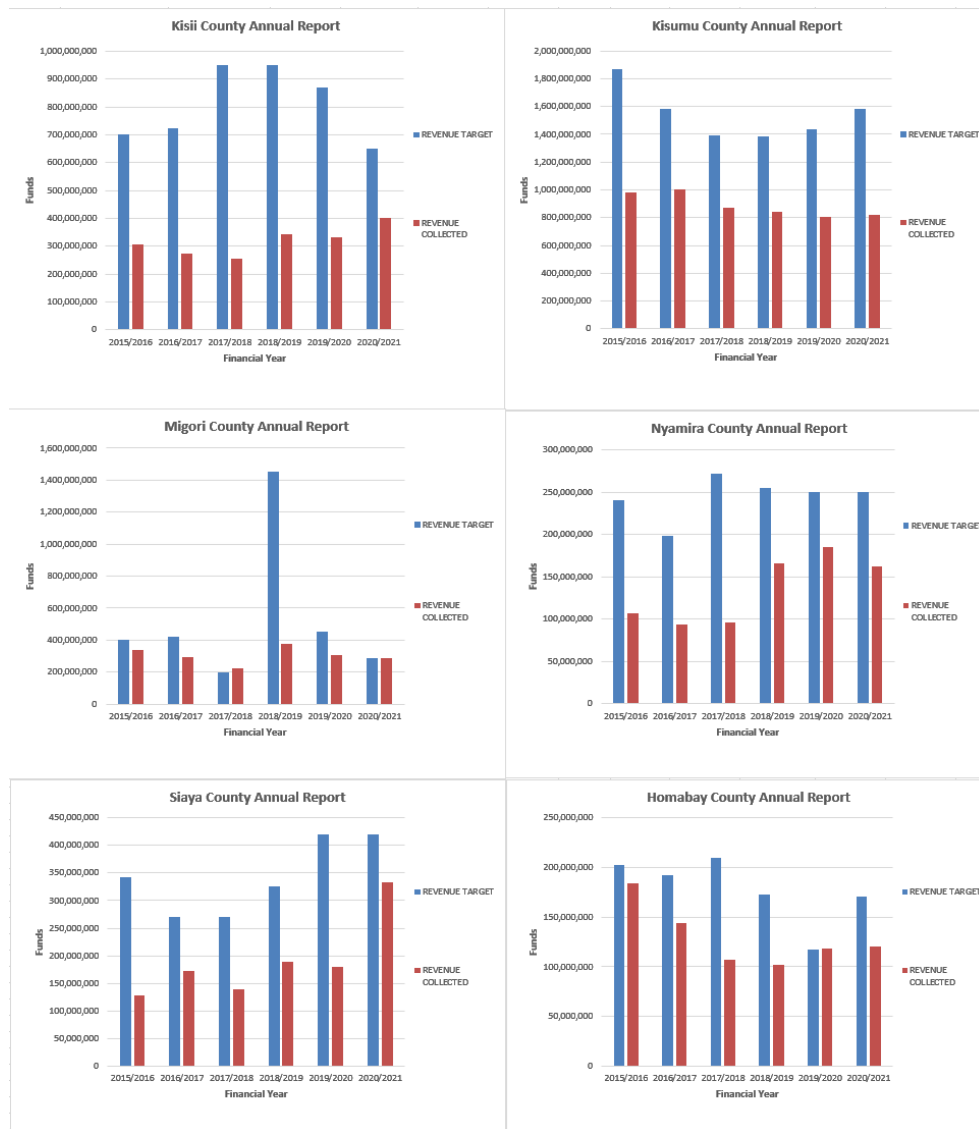 Kisii County Annual Report
1,000,000,000
900,000,000
800,000,000
700,000,000
600,000,000
500,000,000
400,000,000
300,000,000
200,000,000
100,000,000
0
Funds
2015/2016 2016/2017 2017/2018 2018/2019 2019/2020 2020/2021
Financial Year
REVENUE TARGET
REVENUE
COLLECTED
Kisumu County Annual Report
2,000,000,000
1,800,000,000
1,600,000,000
1,400,000,000
1,200,000,000
1,000,000,000
800,000,000
600,000,000
400,000,000
200,000,000
0
Funds
2015/2016 2016/2017 2017/2018 2018/2019 2019/2020 2020/2021
Financial Year
REVENUE TARGET
REVENUE
COLLECTED
Migori County Annual Report
1,600,000,000
1,400,000,000
1,200,000,000
1,000,000,000
800,000,000
600,000,000
400,000,000
200,000,000
0
Funds
2015/2016 2016/2017 2017/2018 2018/2019 2019/2020 2020/2021
Financial Year
REVENUE TARGET
REVENUE
COLLECTED
Nyamira County Annual Report
300,000,000
250,000,000
200,000,000
150,000,000
100,000,000
50,000,000
0
Funds
2015/2016 2016/2017 2017/2018 2018/2019 2019/2020 2020/2021
Financial Year
REVENUE TARGET
REVENUE
COLLECTED
Siaya County Annual Report
450,000,000
400,000,000
350,000,000
300,000,000
250,000,000
200,000,000
150,000,000
100,000,000
50,000,000
0
Funds
2015/2016 2016/2017 2017/2018 2018/2019 2019/2020 2020/2021
Financial Year
REVENUE TARGET
REVENUE
COLLECTED
Homabay County Annual Report
250,000,000
200,000,000
150,000,000
100,000,000
50,000,000
0
Funds
2015/2016 2016/2017 2017/2018 2018/2019 2019/2020 2020/2021
Financial Year
REVENUE TARGET
REVENUE
COLLECTED